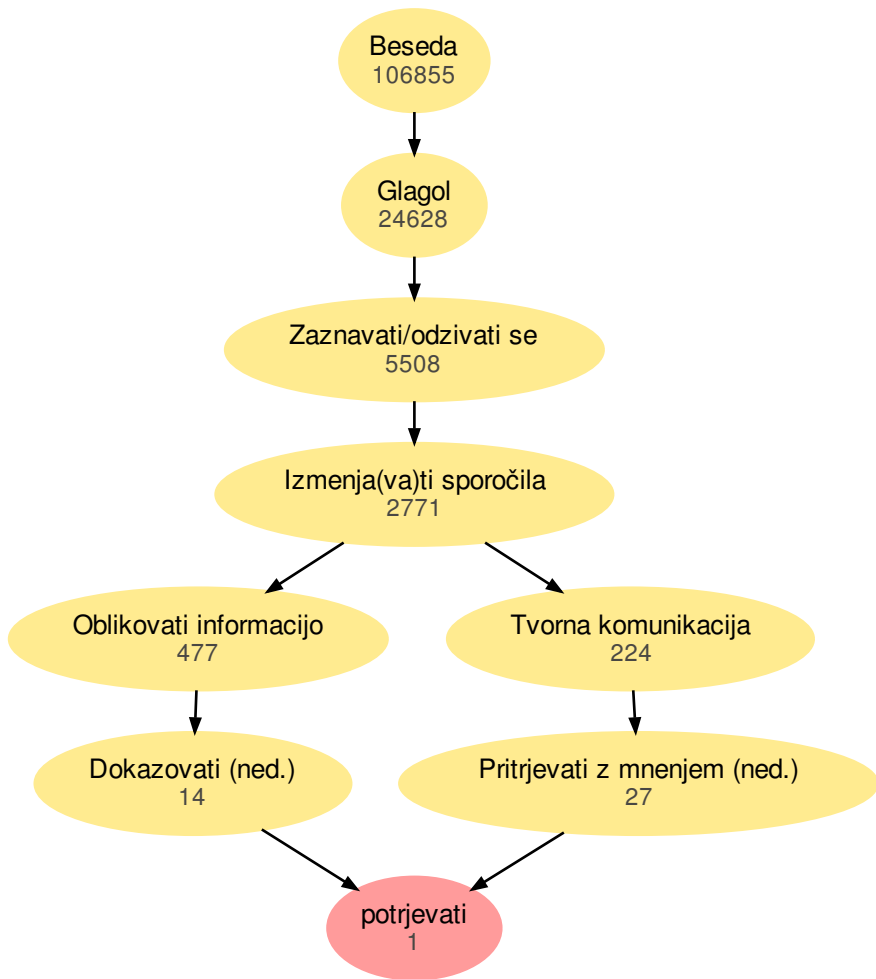 Beseda
106855
Glagol
24628
Zaznavati/odzivati se
5508
Izmenja(va)ti sporočila
2771
Oblikovati informacijo
477
Tvorna komunikacija
224
Dokazovati (ned.)
14
Pritrjevati z mnenjem (ned.)
27
potrjevati
1